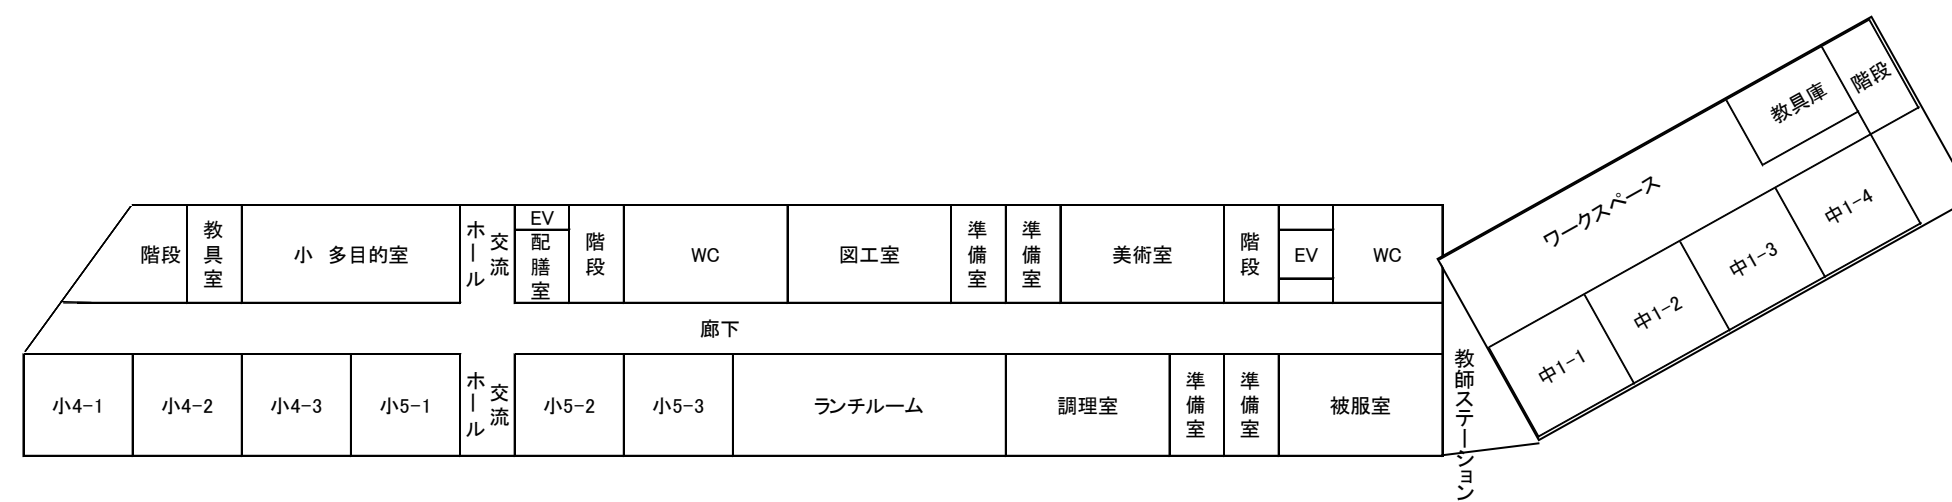 階段
教具室
小 多目的室
交流ホール
EV
配膳室
階段
WC
図工室
準備室
準備室
美術室
階段
EV
WC
ワークスペース
教具庫
階段
廊下
小4-1
小4-2
小4-3
小5-1
交流ホール
小5-2
小5-3
ランチルーム
調理室
準備室
準備室
被服室
教師ステーション
中1-1
中1-2
中1-3
中1-4